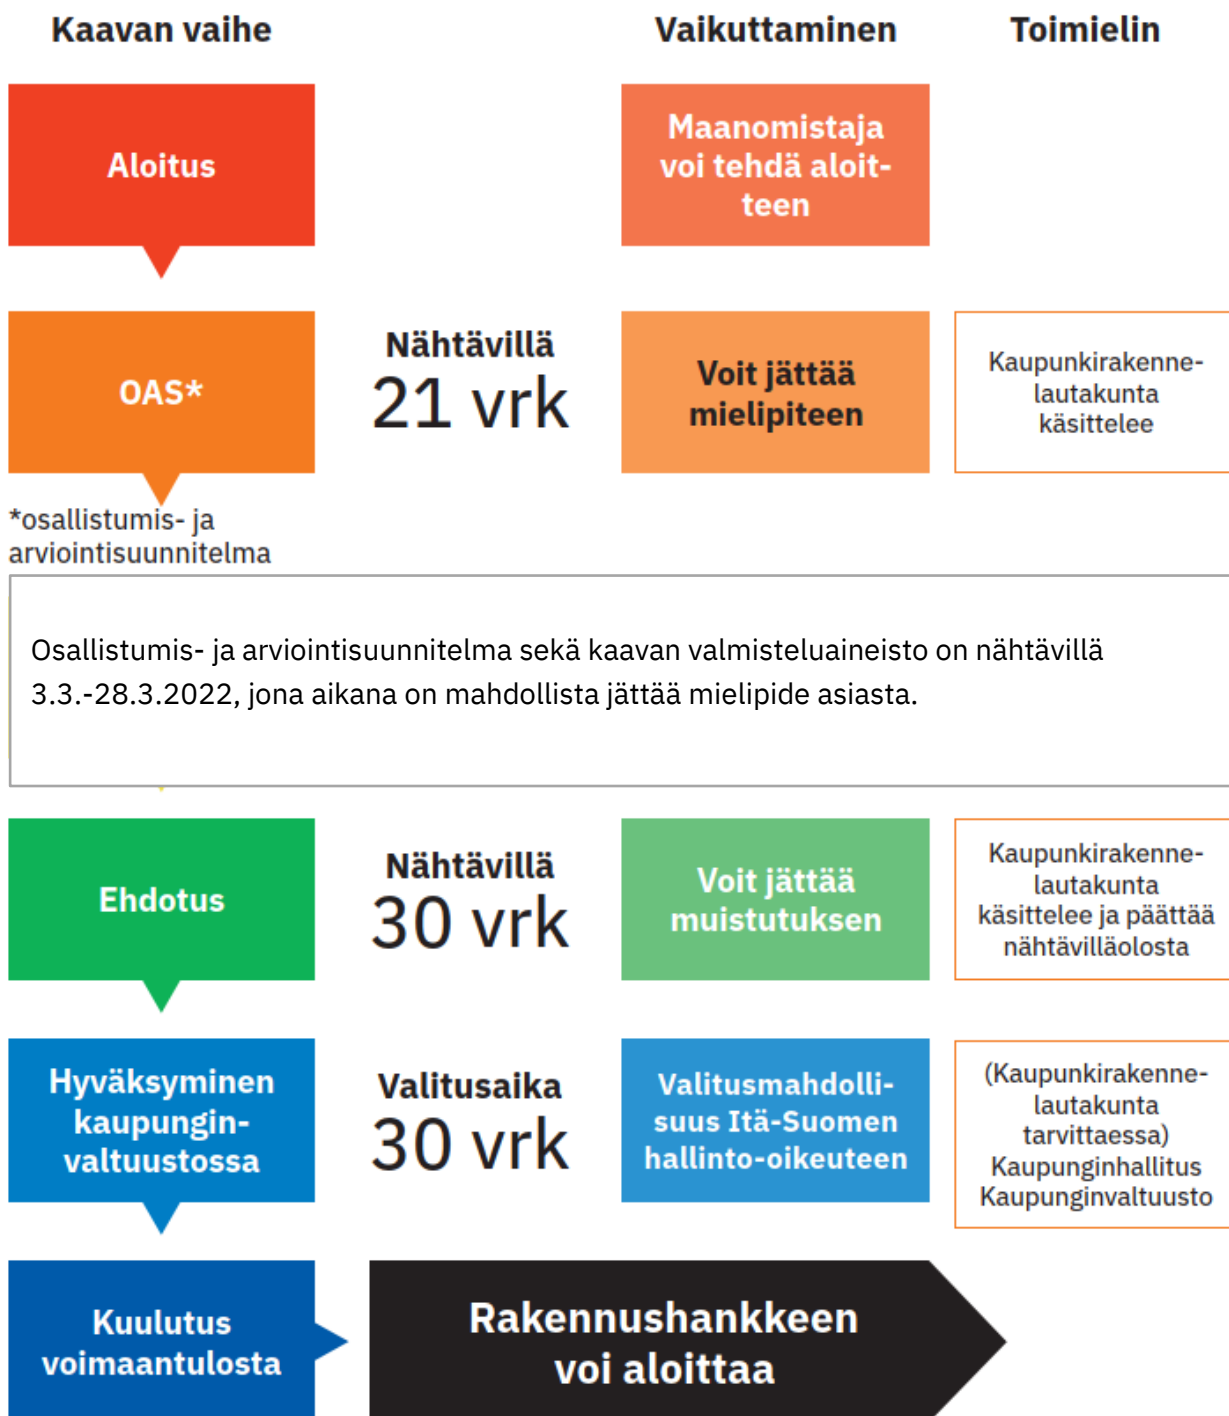 Kaavan vaihe
Vaikuttaminen
Toimielin
Aloitus
Maanomistaja
voi tehdä aloit-
teen
OAS*
Nähtävillä
21 vrk
Voit jättää
mielipiteen
Kaupunkirakenne-
lautakunta
käsittelee
*osallistumis- ja
arviointisuunnitelma
Osallistumis- ja arviointisuunnitelma sekä kaavan valmisteluaineisto on nähtävillä
3.3.-28.3.2022, jona aikana on mahdollista jättää mielipide asiasta.
Ehdotus
Nähtävillä
30 vrk
Voit jättää
muistutuksen
Kaupunkirakenne-
lautakunta
käsittelee ja päättää
nähtävilläolosta
Hyväksyminen
kaupungin-
valtuustossa
Valitusaika
30 vrk
Valitusmahdolli-
suus Itä-Suomen
hallinto-oikeuteen
(Kaupunkirakenne-
lautakunta
tarvittaessa)
Kaupunginhallitus
Kaupunginvaltuusto
Kuulutus
voimaantulosta
Rakennushankkeen
voi aloittaa